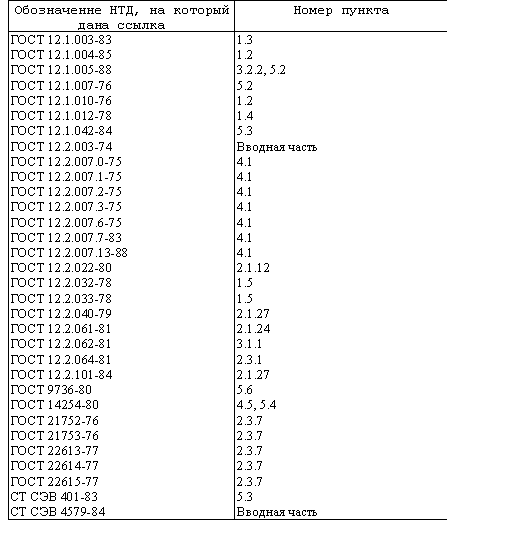 Обозначение НТД, на который Номер пункта
дана ссылка
ГОСТ 12.1.003-83 1.3
ГОСТ 12.1.004-85 1.2
ГОСТ 12.1.005-88 3.2.2, 5.2
ГОСТ 12.1.007-76 5.2
ГОСТ 12.1.010-76 1.2
ГОСТ 12.1.012-78 1.4
ГОСТ 12.1.042-84 5.3
ГОСТ 12.2.003-74 Вводная часть
ГОСТ 12.2.007.0-75 4.1
ГОСТ 12.2.007.1-75 4.1
ГОСТ 12.2.007.2-75 4.1
ГОСТ 12.2.007.3-75 4.1
ГОСТ 12.2.007.6-75 4.1
ГОСТ 12.2.007.7-83 4.1
ГОСТ 12.2.007.13-88 4.1
ГОСТ 12.2.022-80 2.1.12
ГОСТ 12.2.032-78 1.5
ГОСТ 12.2.033-78 1.5
ГОСТ 12.2.040-79 2.1.27
ГОСТ 12.2.061-81 2.1.24
ГОСТ 12.2.062-81 3.1.1
ГОСТ 12.2.064-81 2.3.1
ГОСТ 12.2.101-84 2.1.27
ГОСТ 9736-80 5.6
ГОСТ 14254-80 4.5, 5.4
ГОСТ 21752-76 2.3.7
ГОСТ 21753-76 2.3.7
ГОСТ 22613-77 2.3.7
ГОСТ 22614-77 2.3.7
ГОСТ 22615-77 2.3.7
СТ СЭВ 401-83 5.3
СТ СЭВ 4579-84 Вводная часть